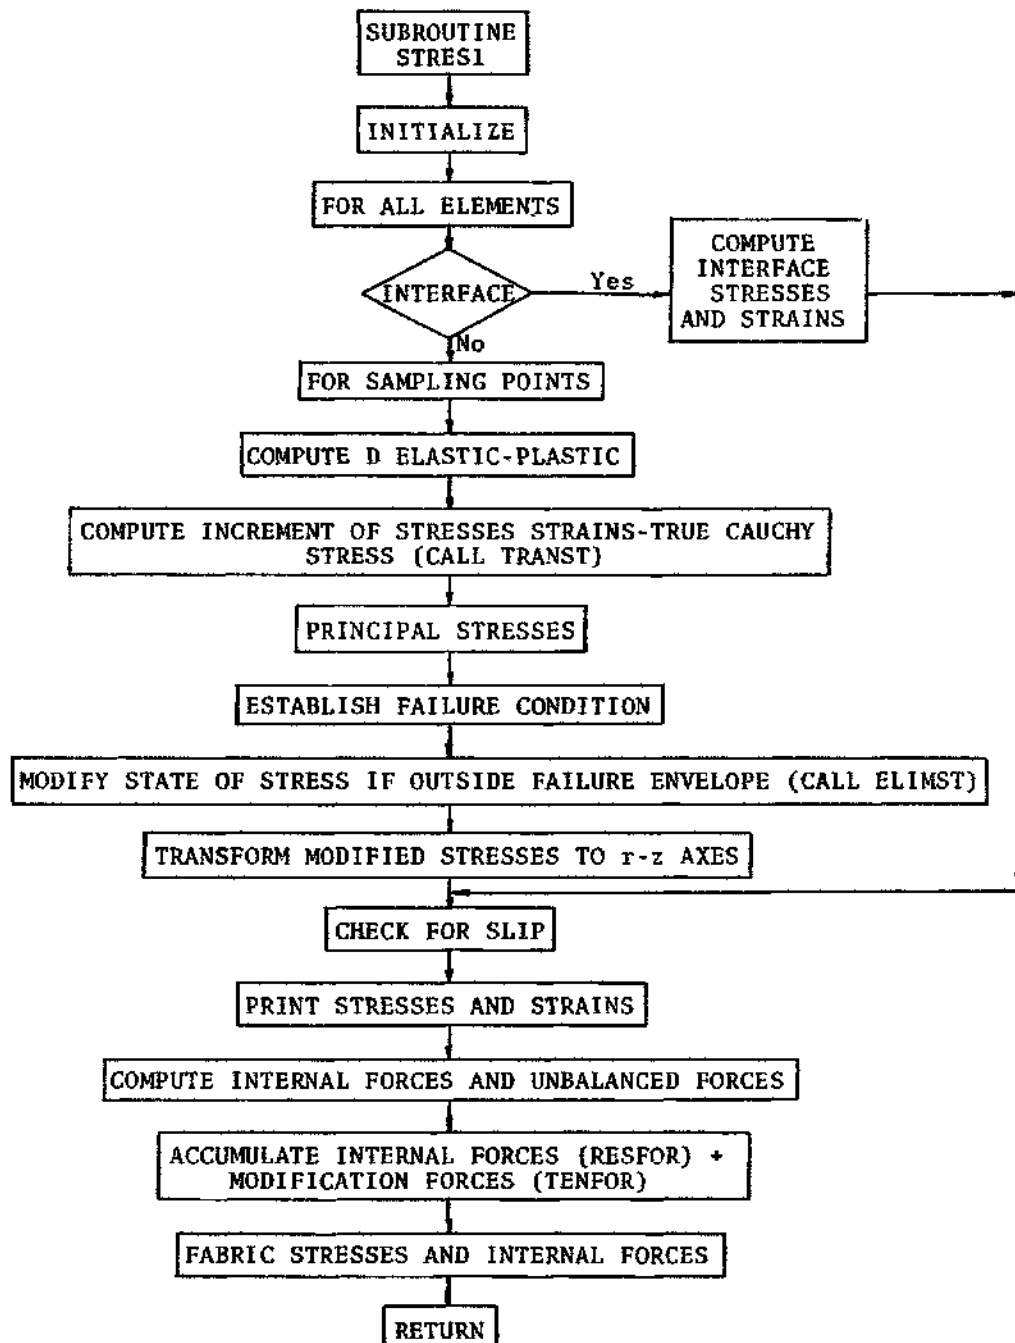 SUBROUTINE
STRES1
INITIALIZE
FOR ALL ELEMENTS
INTERFACE
Yes
COMPUTE
INTERFACE
STRESSES
AND STRAINS
No
FOR SAMPLING POINTS
COMPUTE D ELASTIC-PLASTIC
COMPUTE INCREMENT OF STRESSES STRAINS-TRUE CAUCHY
STRESS (CALL TRANST)
PRINCIPAL STRESSES
ESTABLISH FAILURE CONDITION
MODIFY STATE OF STRESS IF OUTSIDE FAILURE ENVELOPE (CALL ELIMST)
TRANSFORM MODIFIED STRESSES TO r-z AXES
CHECK FOR SLIP
PRINT STRESSES AND STRAINS
COMPUTE INTERNAL FORCES AND UNBALANCED FORCES
ACCUMULATE INTERNAL FORCES (RESFOR) +
MODIFICATION FORCES (TENFOR)
FABRIC STRESSES AND INTERNAL FORCES
RETURN